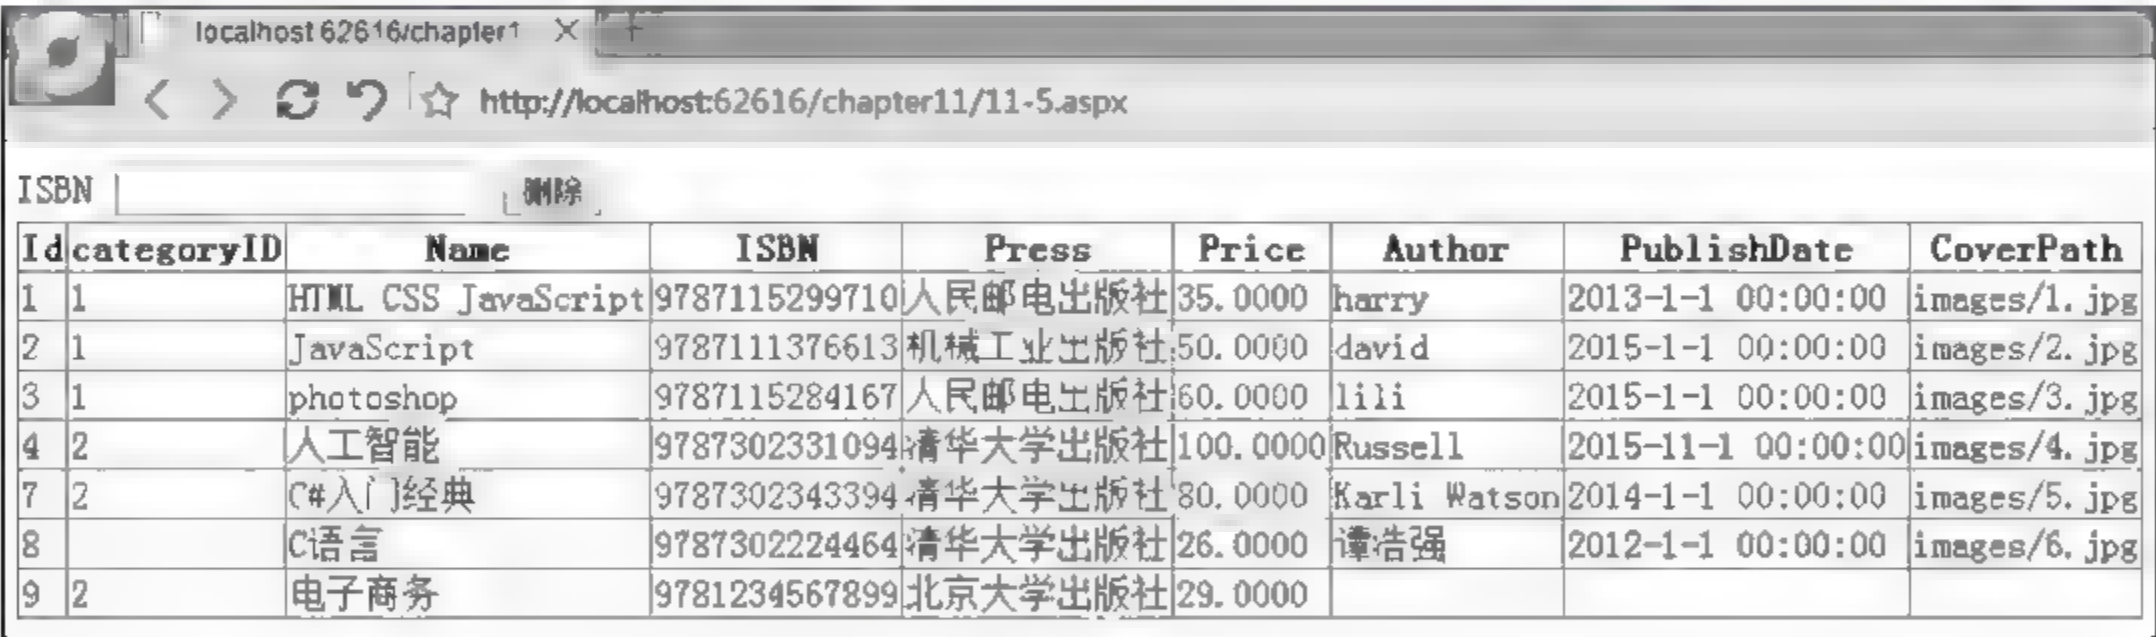 localhost:62616/chapter1
http://localhost:62616/chapter11/11-5.aspx
ISBN 删除
Id categoryID Name ISBN Press Price Author PublishDate CoverPath
1 1 HTML CSS JavaScript 9787115299710 人民邮电出版社 35.0000 harry 2013-1-1 00:00:00 images/1.jpg
2 1 JavaScript 9787111376613 机械工业出版社 50.0000 david 2015-1-1 00:00:00 images/2.jpg
3 1 photoshop 9787115284167 人民邮电出版社 60.0000 lili 2015-1-1 00:00:00 images/3.jpg
4 2 人工智能 9787302331094 清华大学出版社 100.0000 Russell 2015-11-1 00:00:00 images/4.jpg
7 2 C#入门经典 9787302343394 清华大学出版社 80.0000 Karli Watson 2014-1-1 00:00:00 images/5.jpg
8 C语言 9787302224464 清华大学出版社 26.0000 谭浩强 2012-1-1 00:00:00 images/6.jpg
9 2 电子商务 9781234567899 北京大学出版社 29.0000